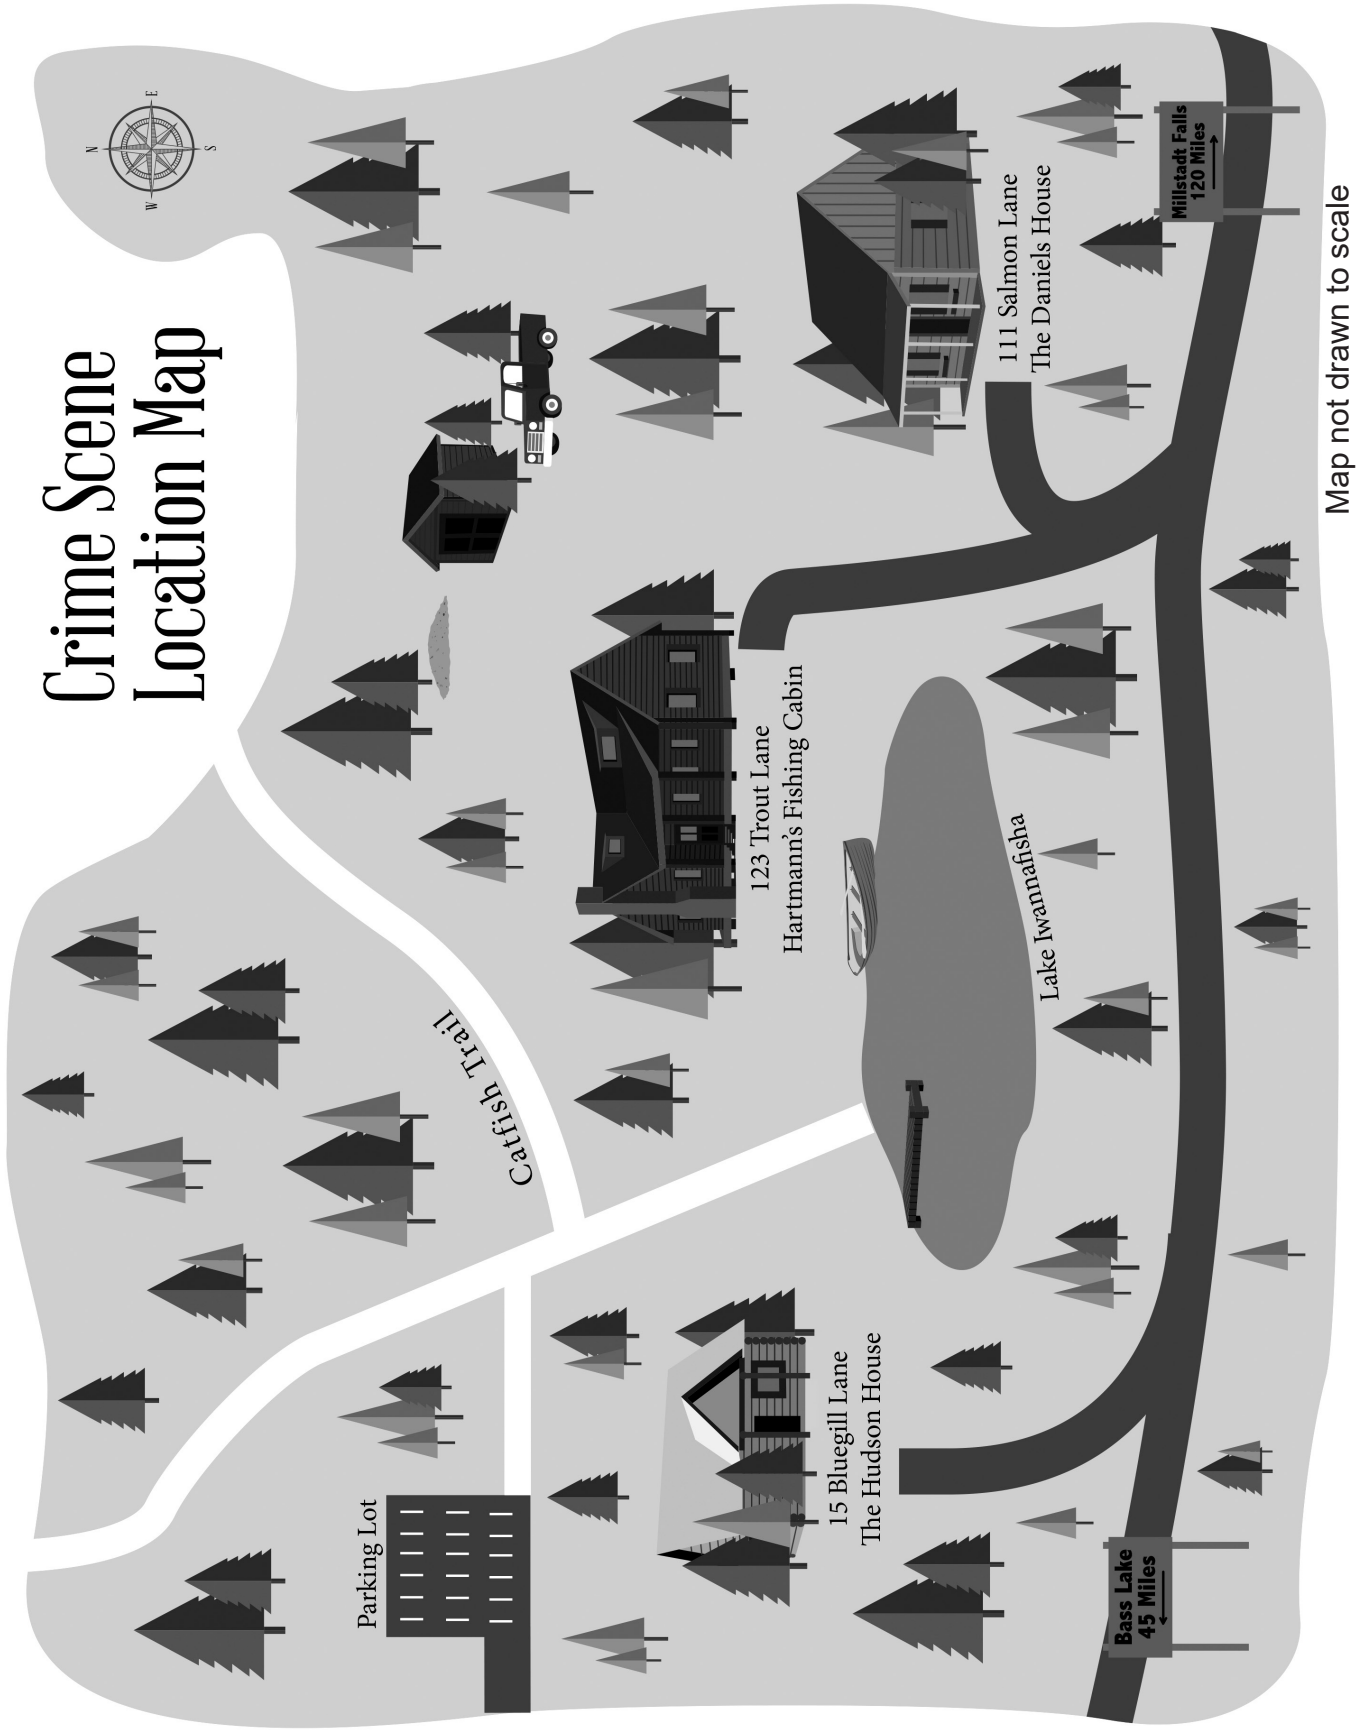 Crime Scene
Location Map
N
W
E
S
Parking Lot
Catfish Trail
123 Trout Lane
Hartmann's Fishing Cabin
111 Salmon Lane
The Daniels House
15 Bluegill Lane
The Hudson House
Lake Iwannafisha
Bass Lake
45 Miles
Millstadt Falls
120 Miles
Map not drawn to scale